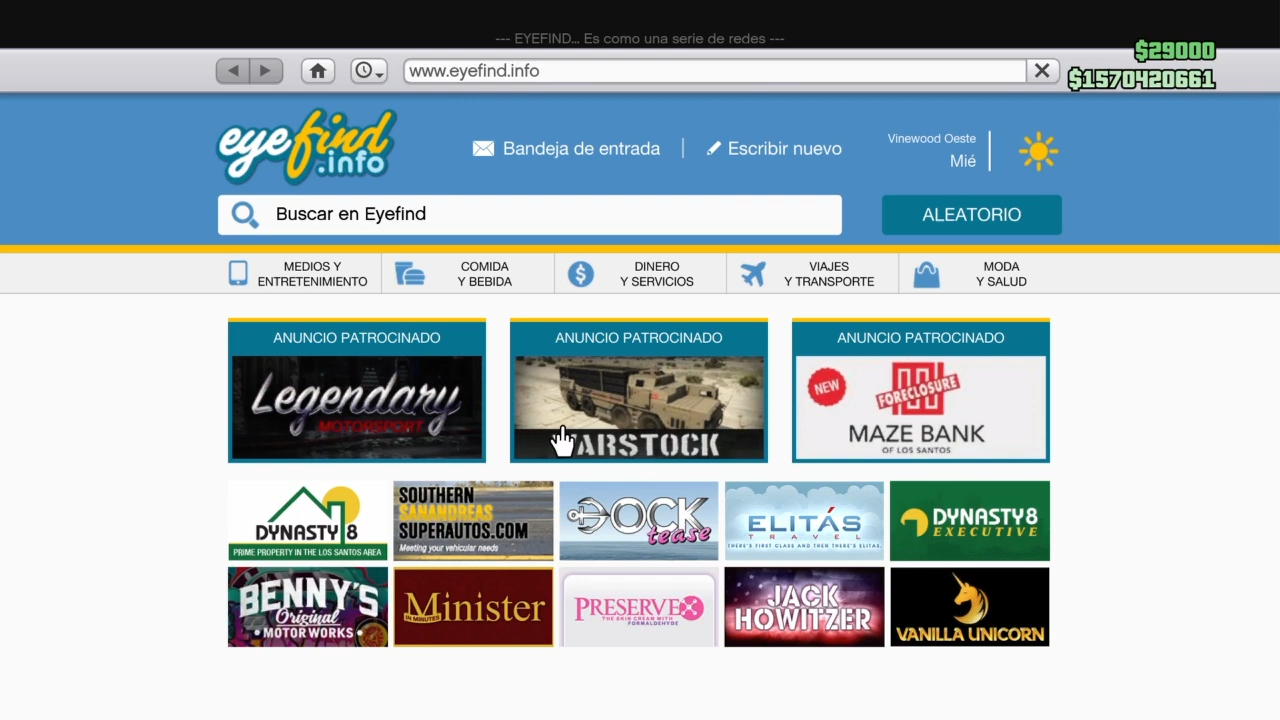 --- EYEFIND... Es como una serie de redes ---
www.eyefind.info
$29000
$1570420661
eyefind
.info
Bandeja de entrada
Escribir nuevo
Vinewood Oeste
Mié
Buscar en Eyefind
ALEATORIO
MEDIOS Y
ENTRETENIMIENTO
COMIDA
Y BEBIDA
DINERO
Y SERVICIOS
VIAJES
Y TRANSPORTE
MODA
Y SALUD
ANUNCIO PATROCINADO
Legendary
MOTORSPORT
ANUNCIO PATROCINADO
WARSTOCK
ANUNCIO PATROCINADO
NEW
FORECLOSURE
MAZE BANK
OF LOS SANTOS
DYNASTY 8
PRIME PROPERTY IN THE LOS SANTOS AREA
SOUTHERN
SANANDREAS
SUPERAUTOS.COM
Meeting your vehicular needs
DOCK
tease
ELITÁS
TRAVEL
THERE'S FIRST CLASS AND THEN THERE'S ELITAS.
DYNASTY 8
EXECUTIVE
BENNY'S
Original
MOTOR WORKS
Minister
IN MINUTES
PRESERVEX
THE SKIN CREAM WITH
FORMALDEHYDE
JACK
HOWITZER
VANILLA UNICORN